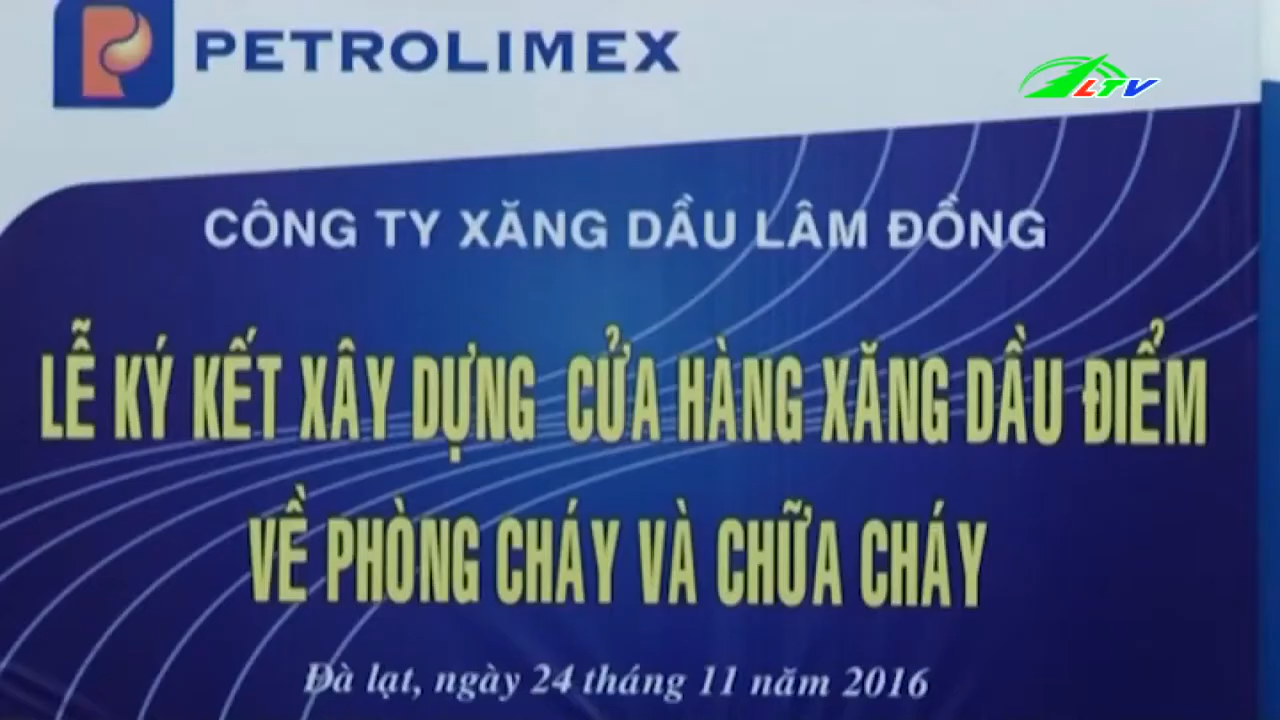 PETROLIMEX
LTV
CÔNG TY XĂNG DẦU LÂM ĐỒNG
LỄ KÝ KẾT XÂY DỰNG CỬA HÀNG XĂNG DẦU ĐIỂM
VỀ PHÒNG CHÁY VÀ CHỮA CHÁY
Đà lạt, ngày 24 tháng 11 năm 2016